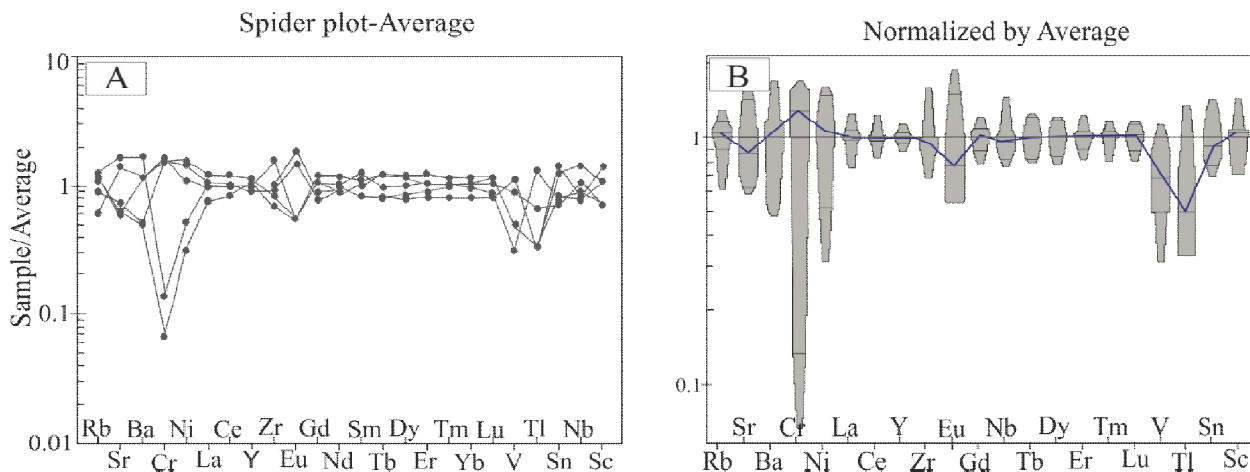 Spider plot-Average
10
A
1
0.1
0.01
Sample/Average
Rb Ba Ni Ce Zr Gd Sm Dy Tm Lu Tl Nb
Sr Cr La Y Eu Nd Tb Er Yb V Sn Sc
Normalized by Average
B
1
0.1
Sr Cr La Y Eu Nb Dy Tm V Sn
Rb Ba Ni Ce Zr Gd Tb Er Lu Tl Sc